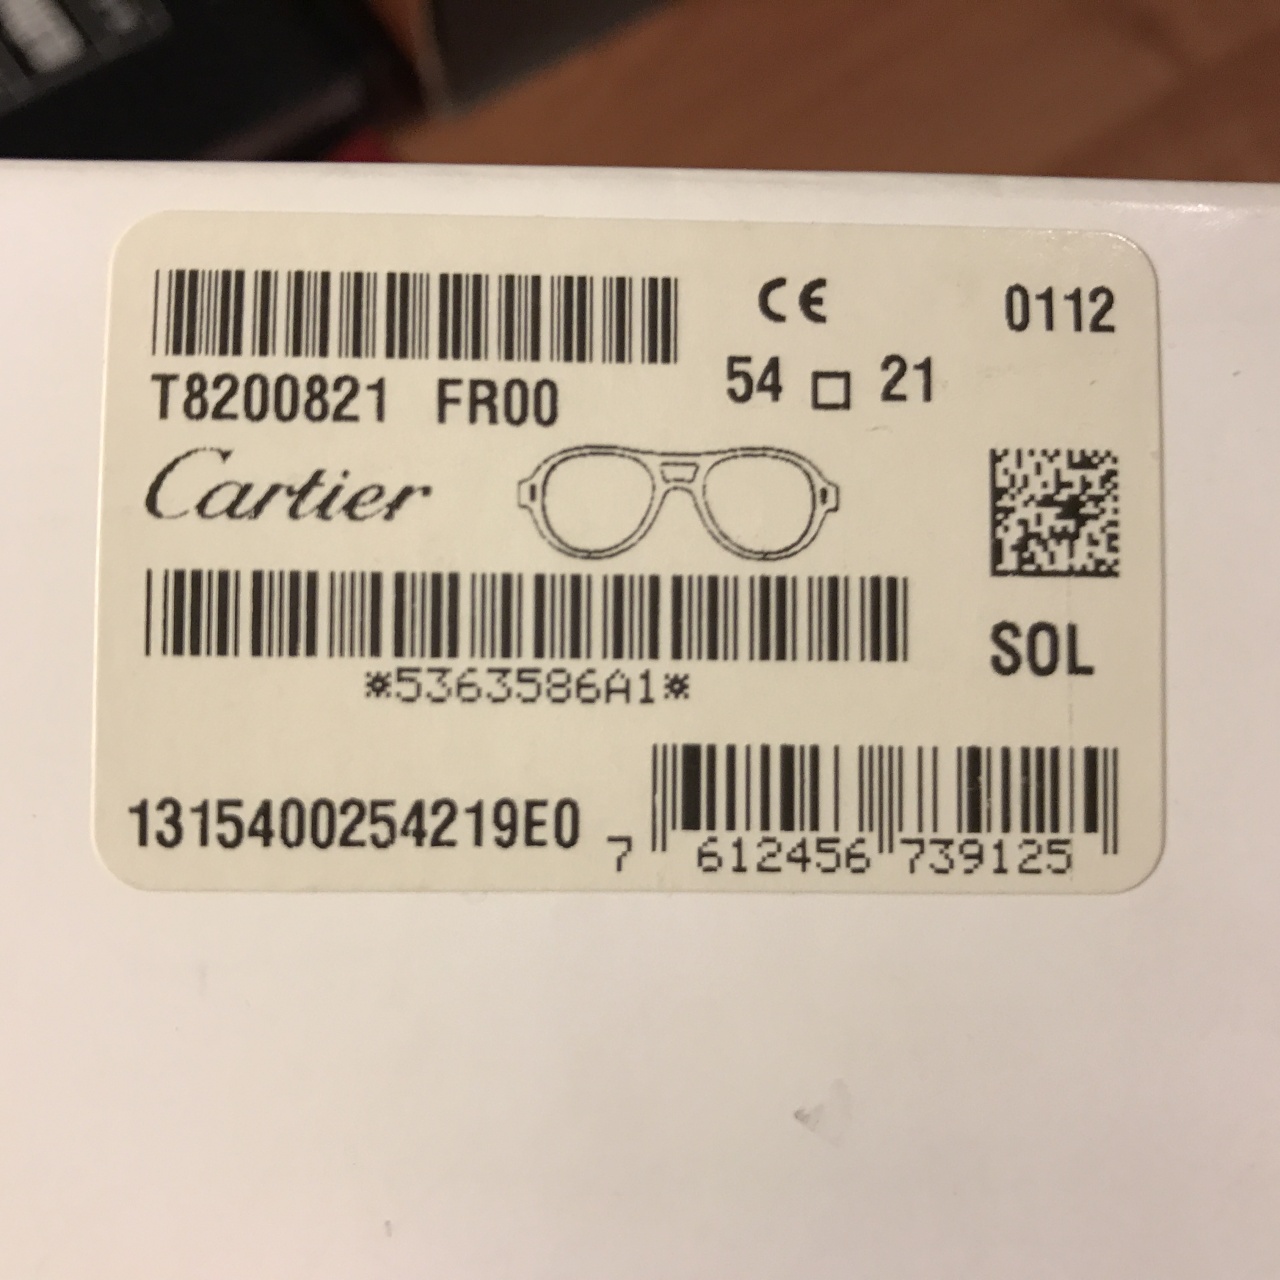 CE 0112
T8200821 FR00
54 □ 21
Cartier
*5363586A1*
SOL
1315400254219E0
7 612456 739125